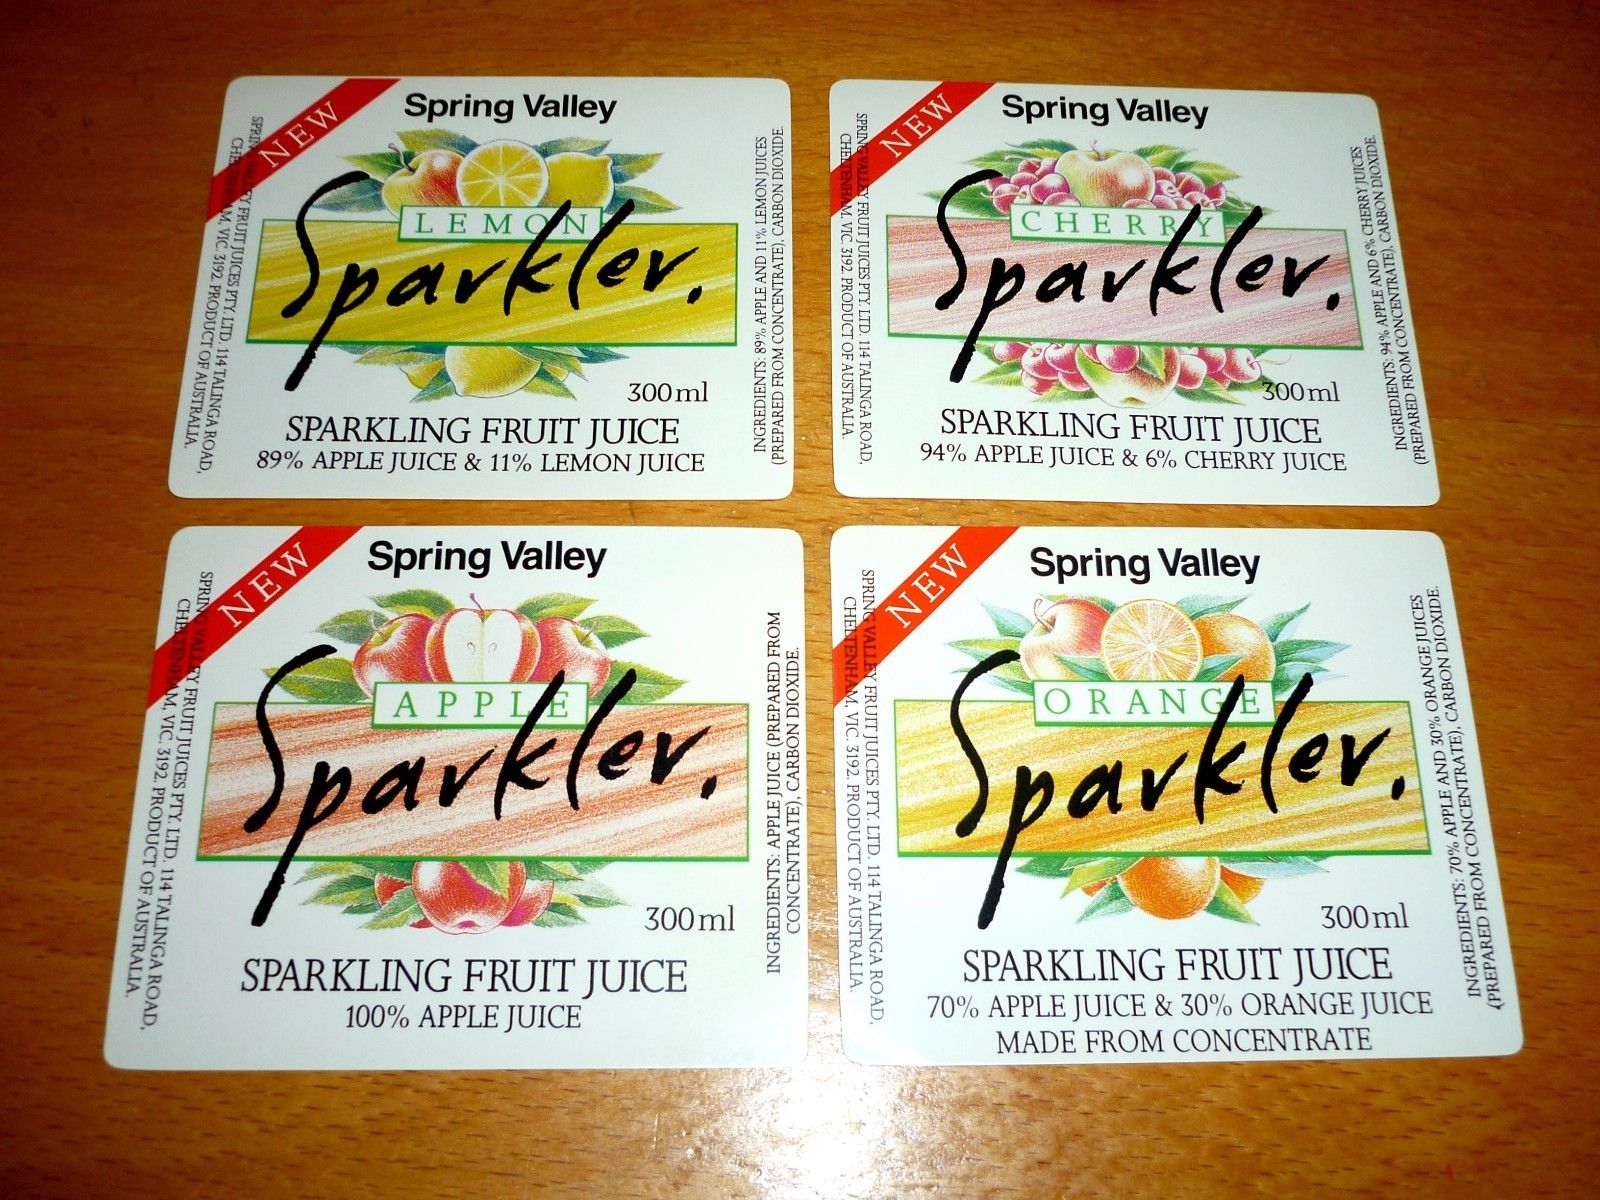 NEW
Spring Valley
LEMON
Sparkler.
300ml
SPARKLING FRUIT JUICE
89% APPLE JUICE & 11% LEMON JUICE
SPRING VALLEY FRUIT JUICES PTY. LTD. 114 TALINGA ROAD,
CHELTENHAM, VIC. 3192. PRODUCT OF AUSTRALIA.
INGREDIENTS: 89% APPLE AND 11% LEMON JUICES
(PREPARED FROM CONCENTRATE), CARBON DIOXIDE.
NEW
Spring Valley
CHERRY
Sparkler.
300ml
SPARKLING FRUIT JUICE
94% APPLE JUICE & 6% CHERRY JUICE
SPRING VALLEY FRUIT JUICES PTY. LTD. 114 TALINGA ROAD,
CHELTENHAM, VIC. 3192. PRODUCT OF AUSTRALIA.
INGREDIENTS: 94% APPLE AND 6% CHERRY JUICES
(PREPARED FROM CONCENTRATE), CARBON DIOXIDE.
NEW
Spring Valley
APPLE
Sparkler.
300ml
SPARKLING FRUIT JUICE
100% APPLE JUICE
SPRING VALLEY FRUIT JUICES PTY. LTD. 114 TALINGA ROAD,
CHELTENHAM, VIC. 3192. PRODUCT OF AUSTRALIA.
INGREDIENTS: APPLE JUICE (PREPARED FROM
CONCENTRATE), CARBON DIOXIDE.
NEW
Spring Valley
ORANGE
Sparkler.
300ml
SPARKLING FRUIT JUICE
70% APPLE JUICE & 30% ORANGE JUICE
MADE FROM CONCENTRATE
SPRING VALLEY FRUIT JUICES PTY. LTD. 114 TALINGA ROAD,
CHELTENHAM, VIC. 3192. PRODUCT OF AUSTRALIA
INGREDIENTS: 70% APPLE AND 30% ORANGE JUICES
(PREPARED FROM CONCENTRATE), CARBON DIOXIDE.